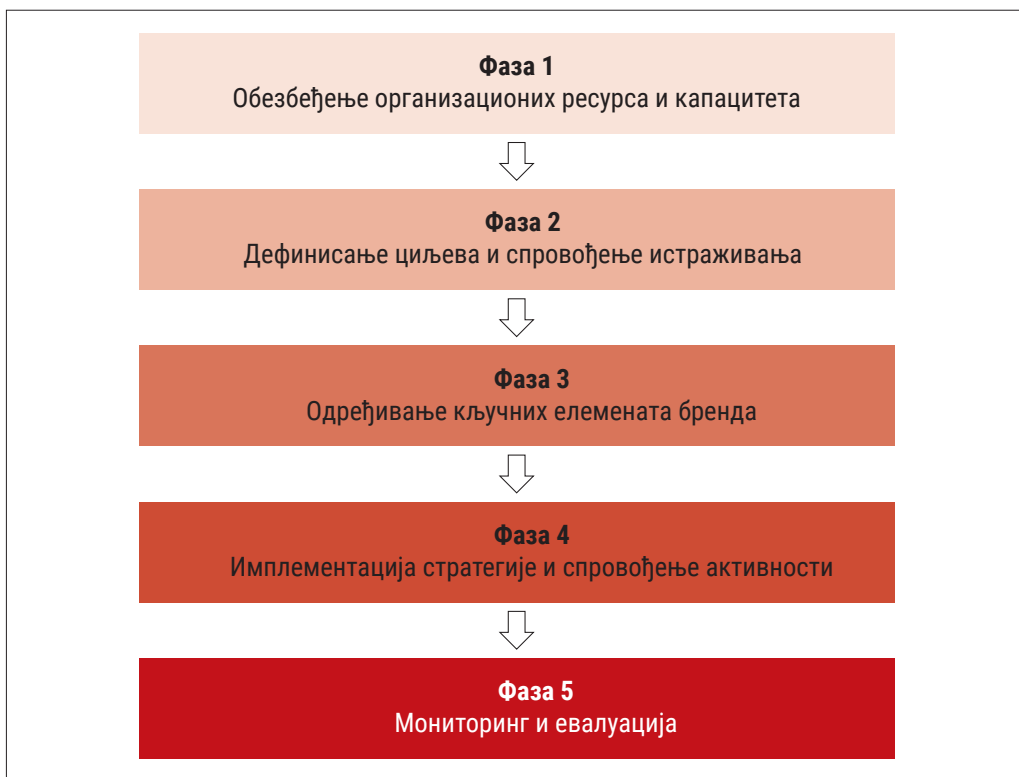 Фаза 1
Обезбеђење организационих ресурса и капацитета
Фаза 2
Дефинисање циљева и спровођење истраживања
Фаза 3
Одређивање кључних елемената бренда
Фаза 4
Имплементација стратегије и спровођење активности
Фаза 5
Мониторинг и евалуација